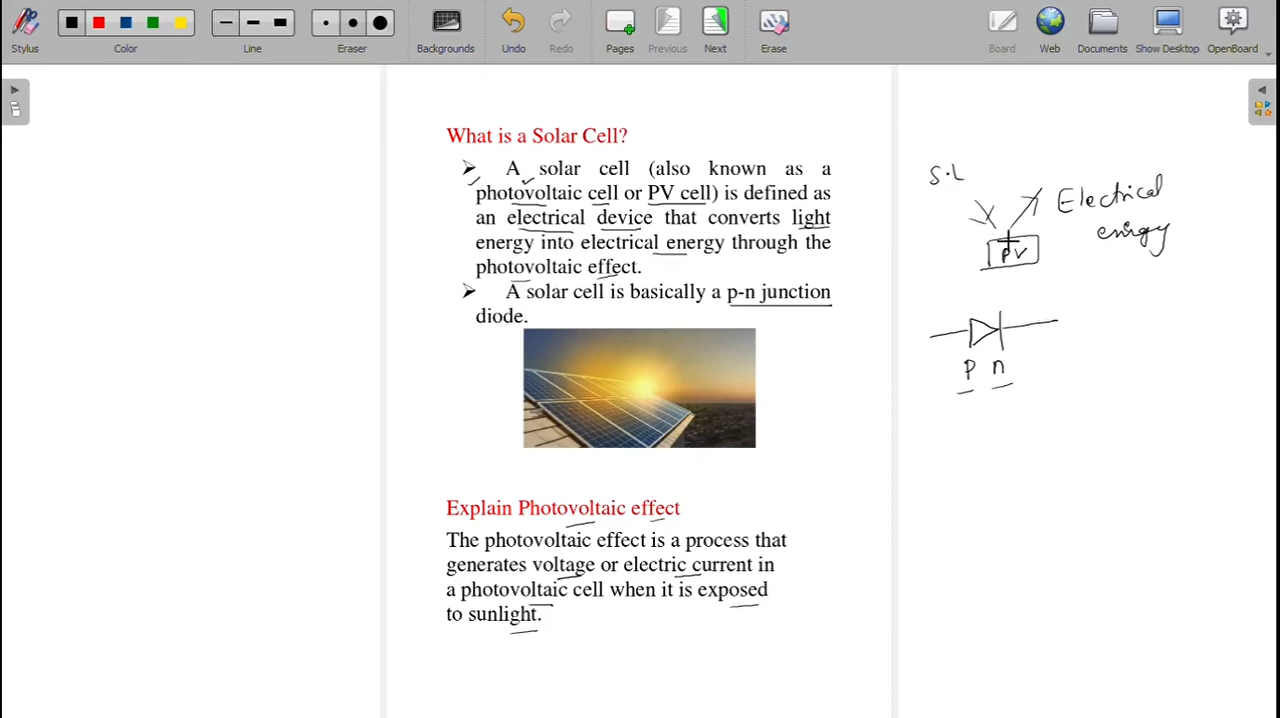 Stylus
Color
Line
Eraser
Backgrounds
Undo
Redo
Pages
Previous
Next
Erase
Board
Web
Documents
Show Desktop
OpenBoard
What is a Solar Cell?
A solar cell (also known as a
photovoltaic cell or PV cell) is defined as
an electrical device that converts light
energy into electrical energy through the
photovoltaic effect.
A solar cell is basically a p-n junction
diode.
Explain Photovoltaic effect
The photovoltaic effect is a process that
generates voltage or electric current in
a photovoltaic cell when it is exposed
to sunlight.
S.L
Electrical
energy
PV
P n